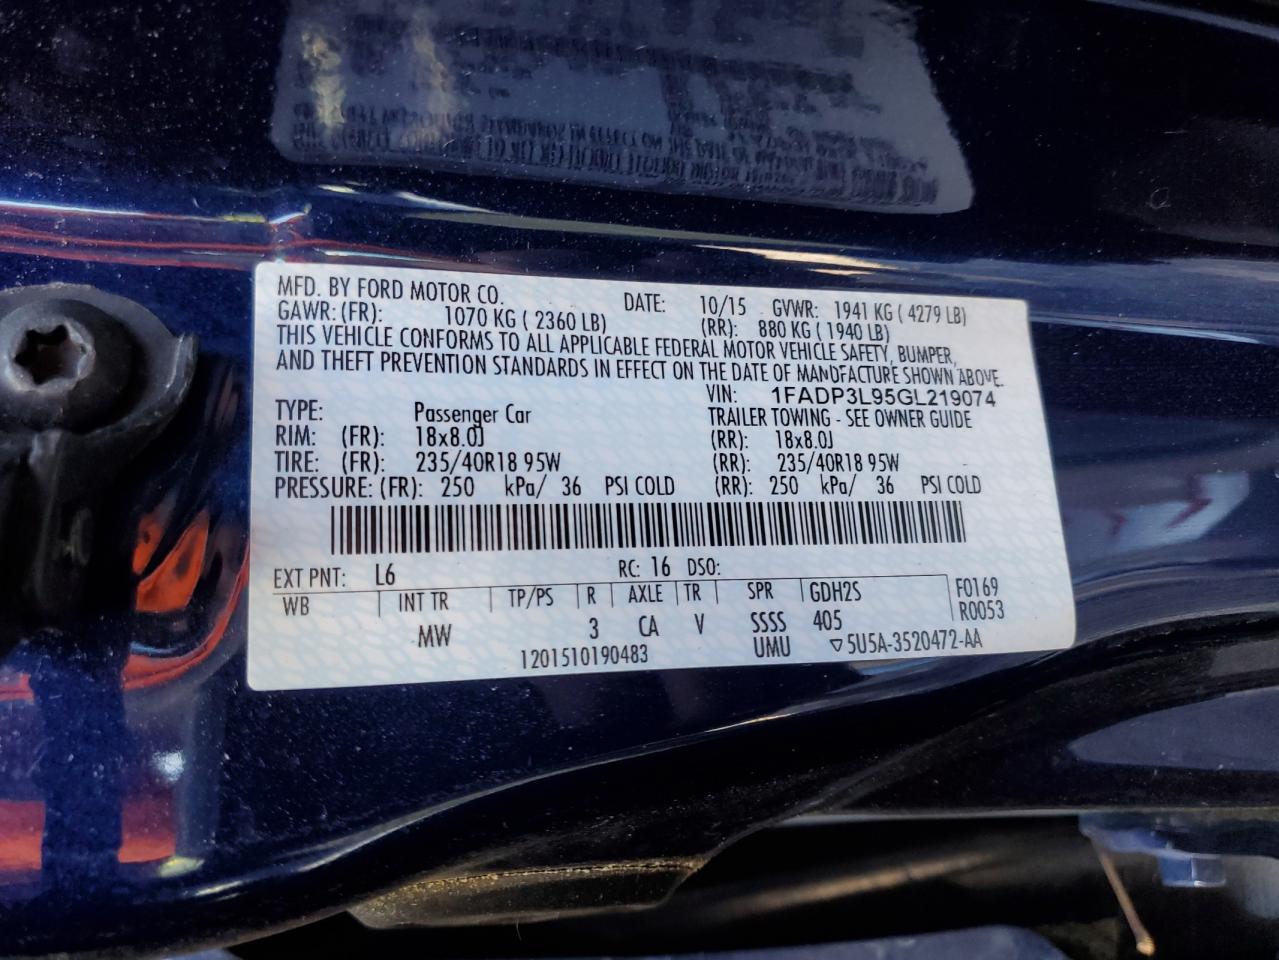 MFD. BY FORD MOTOR CO. DATE: 10/15 GVWR: 1941 KG ( 4279 LB)
GAWR: (FR): 1070 KG ( 2360 LB) (RR): 880 KG ( 1940 LB)
THIS VEHICLE CONFORMS TO ALL APPLICABLE FEDERAL MOTOR VEHICLE SAFETY, BUMPER,
AND THEFT PREVENTION STANDARDS IN EFFECT ON THE DATE OF MANUFACTURE SHOWN ABOVE.
VIN: 1FADP3L95GL219074
TYPE: Passenger Car TRAILER TOWING - SEE OWNER GUIDE
RIM: (FR): 18x8.0J (RR): 18x8.0J
TIRE: (FR): 235/40R18 95W (RR): 235/40R18 95W
PRESSURE: (FR): 250 kPa/ 36 PSI COLD (RR): 250 kPa/ 36 PSI COLD
EXT PNT: L6 RC: 16 DSO:
WB INT TR TP/PS R AXLE TR SPR GDH2S F0169
MW 3 CA V SSSS 405 R0053
1201510190483 UMU ▽5U5A-3520472-AA